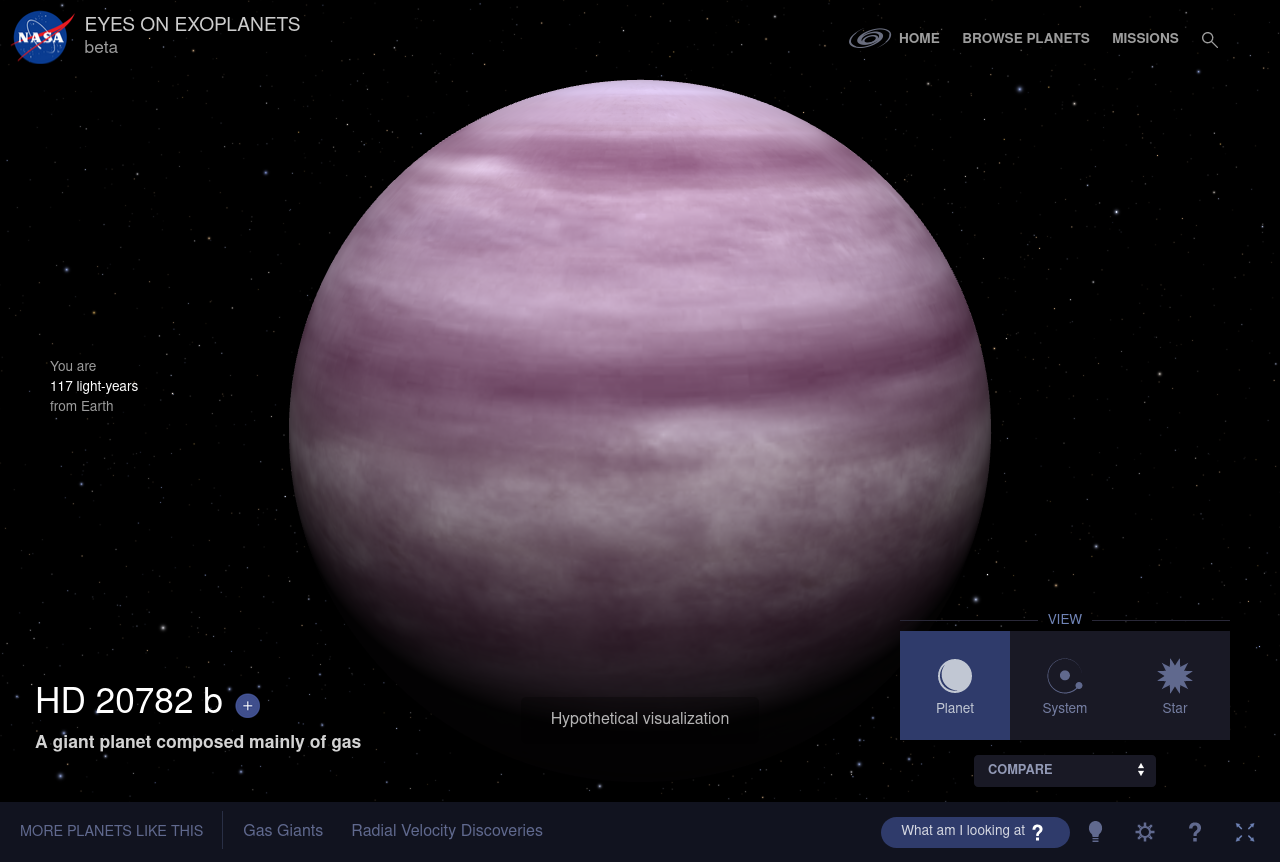 NASA
EYES ON EXOPLANETS
beta
HOME
BROWSE PLANETS
MISSIONS
You are
117 light-years
from Earth
VIEW
Planet
System
Star
HD 20782 b +
A giant planet composed mainly of gas
Hypothetical visualization
COMPARE
MORE PLANETS LIKE THIS
Gas Giants
Radial Velocity Discoveries
What am I looking at ?
?